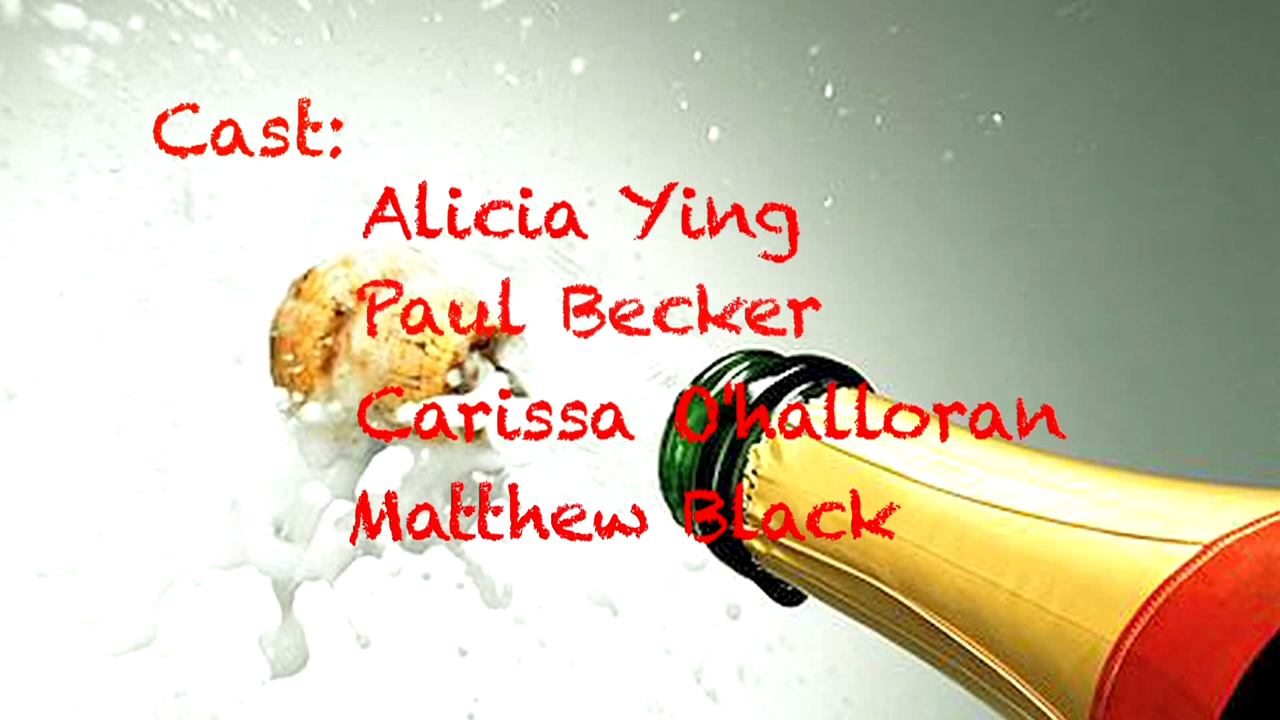 Cast:
Alicia Ying
Paul Becker
Carissa O'halloran
Matthew Black